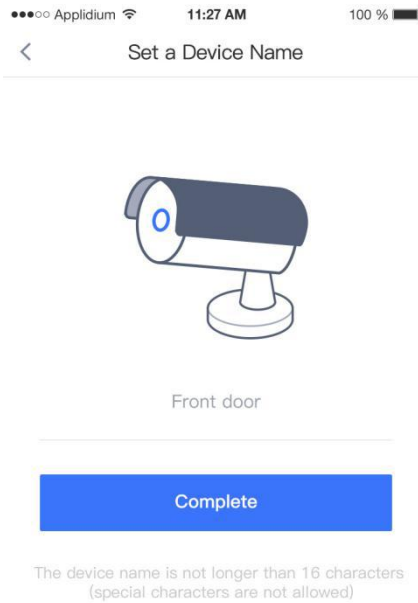 Applidium 11:27 AM 100 %
Set a Device Name
Front door
Complete
The device name is not longer than 16 characters
(special characters are not allowed)